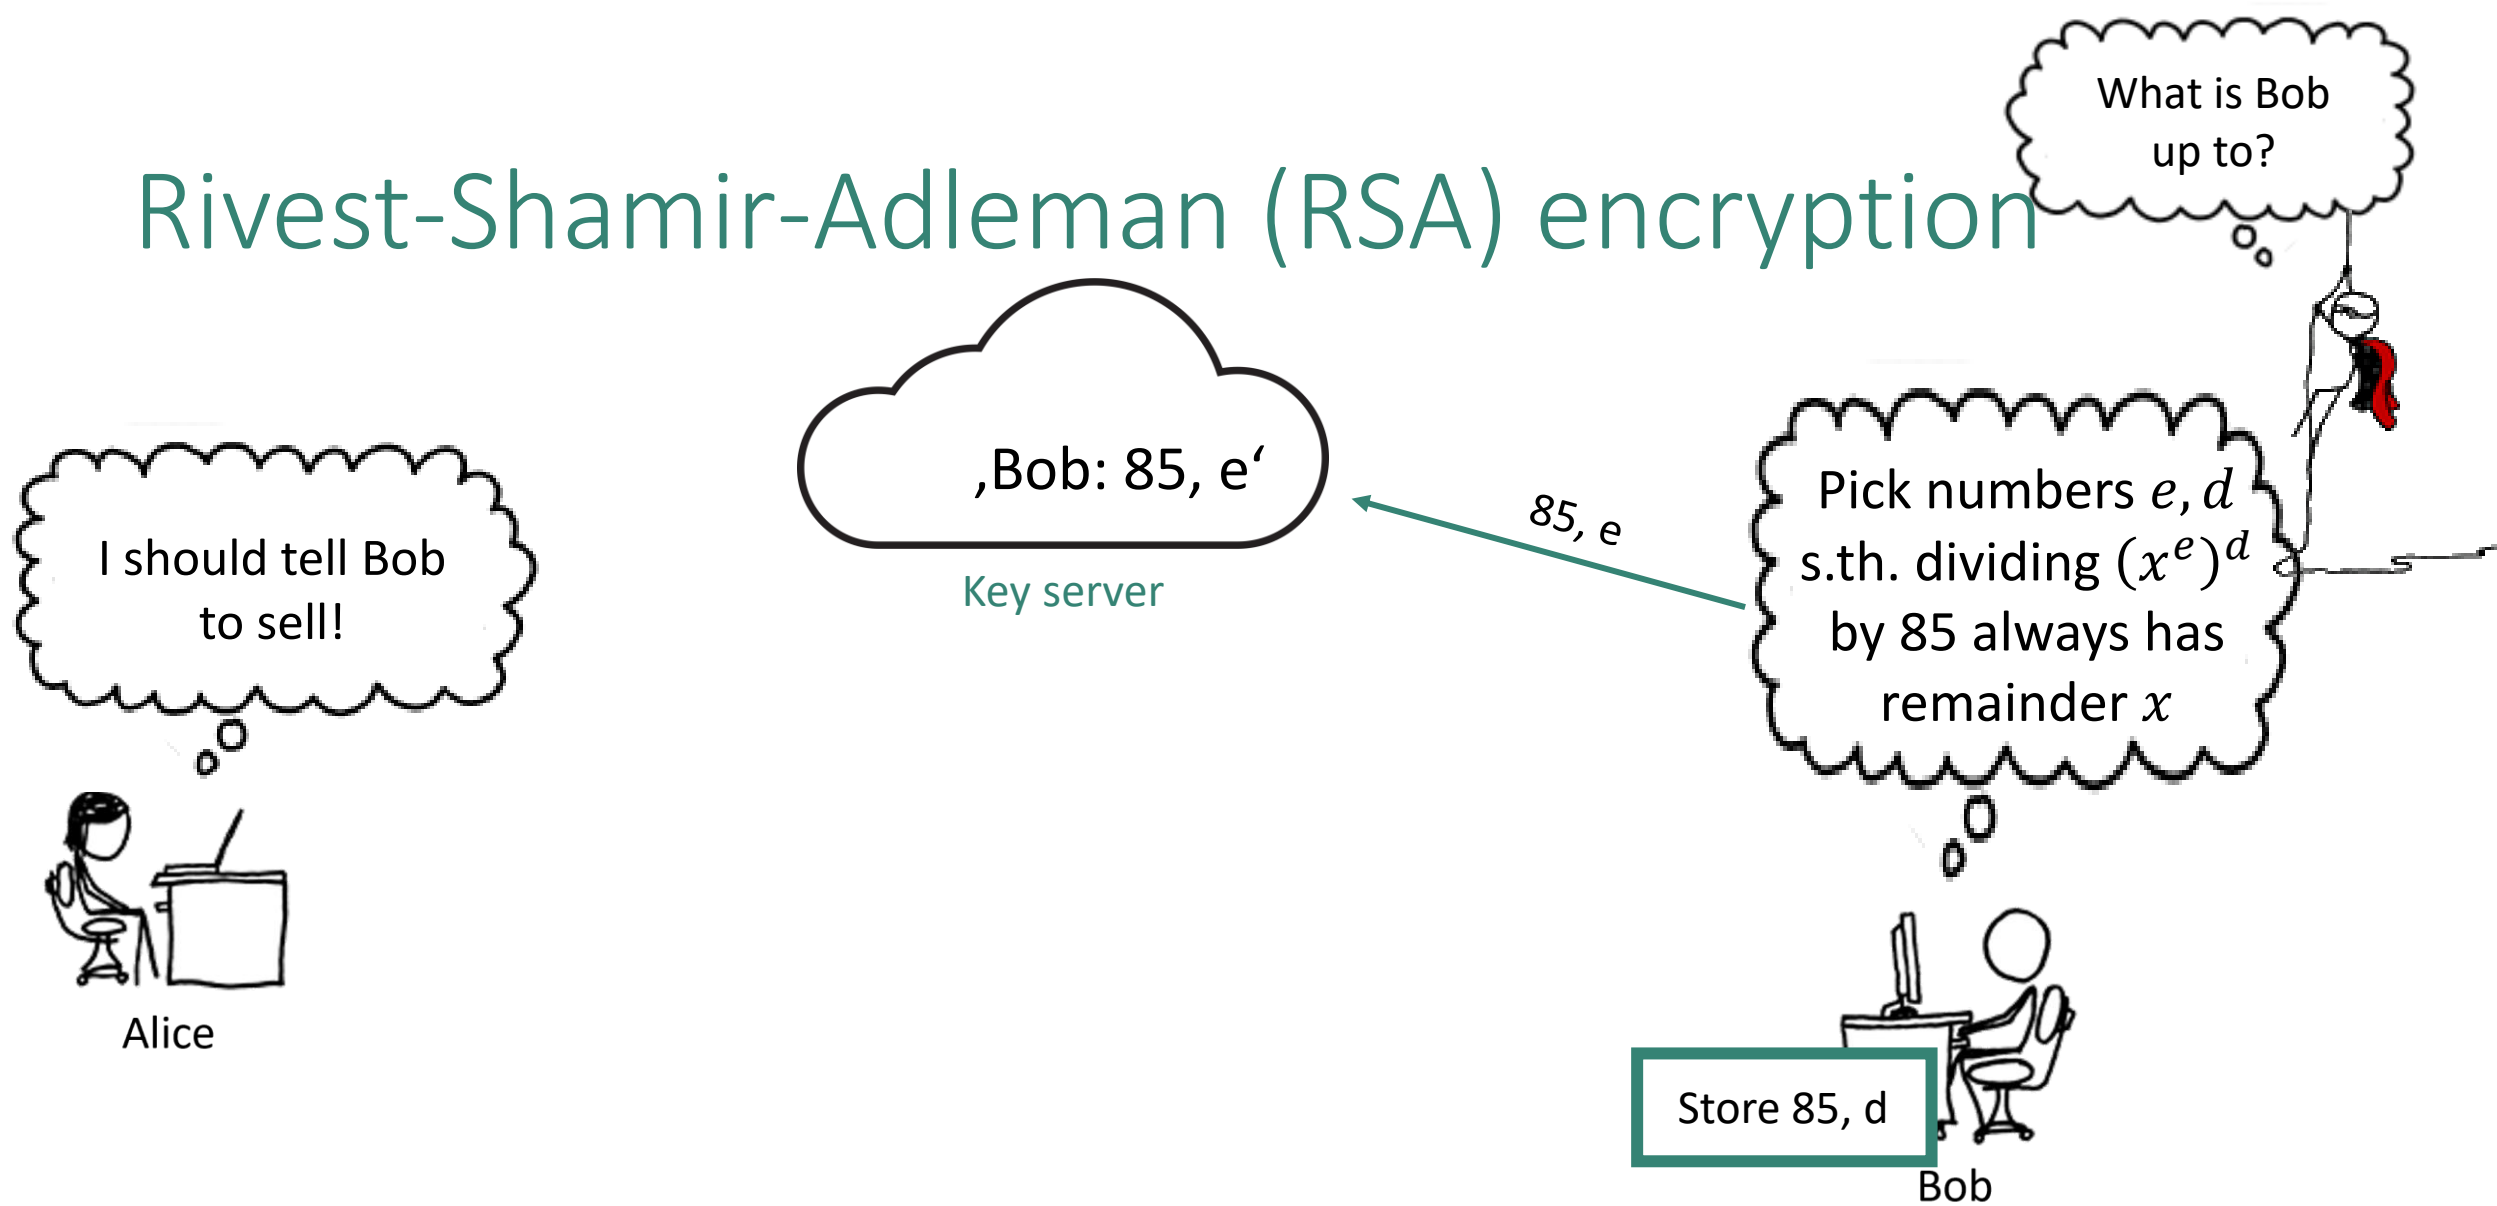 What is Bob
up to?
Rivest-Shamir-Adleman (RSA) encryption
‚Bob: 85, e‘
Key server
85, e
I should tell Bob
to sell!
Pick numbers e, d
s.th. dividing (x^e)^d
by 85 always has
remainder x
Alice
Store 85, d
Bob